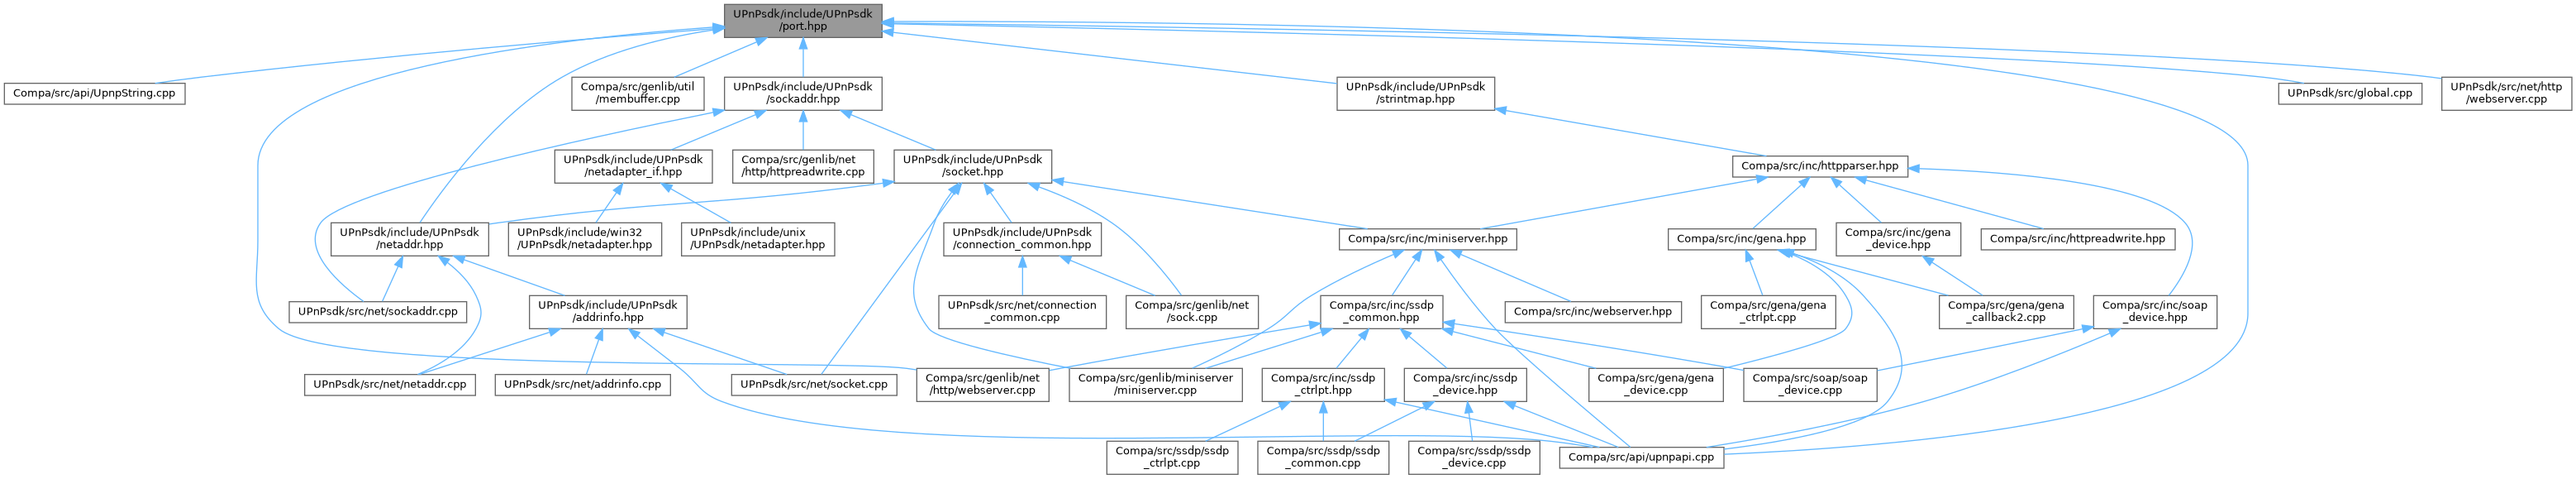 UPnPsdk/include/UPnPsdk
/port.hpp
Compa/src/api/UpnpString.cpp
Compa/src/genlib/util
/membuffer.cpp
UPnPsdk/include/UPnPsdk
/sockaddr.hpp
UPnPsdk/include/UPnPsdk
/strintmap.hpp
UPnPsdk/src/global.cpp
UPnPsdk/src/net/http
/webserver.cpp
UPnPsdk/include/UPnPsdk
/netadapter_if.hpp
Compa/src/genlib/net
/http/httpreadwrite.cpp
UPnPsdk/include/UPnPsdk
/socket.hpp
Compa/src/inc/httpparser.hpp
UPnPsdk/include/UPnPsdk
/netaddr.hpp
UPnPsdk/include/win32
/UPnPsdk/netadapter.hpp
UPnPsdk/include/unix
/UPnPsdk/netadapter.hpp
UPnPsdk/include/UPnPsdk
/connection_common.hpp
Compa/src/inc/miniserver.hpp
Compa/src/inc/gena.hpp
Compa/src/inc/gena
_device.hpp
Compa/src/inc/httpreadwrite.hpp
UPnPsdk/src/net/sockaddr.cpp
UPnPsdk/include/UPnPsdk
/addrinfo.hpp
UPnPsdk/src/net/connection
_common.cpp
Compa/src/genlib/net
/sock.cpp
Compa/src/inc/ssdp
_common.hpp
Compa/src/inc/webserver.hpp
Compa/src/gena/gena
_ctrlpt.cpp
Compa/src/gena/gena
_callback2.cpp
Compa/src/inc/soap
_device.hpp
UPnPsdk/src/net/netaddr.cpp
UPnPsdk/src/net/addrinfo.cpp
UPnPsdk/src/net/socket.cpp
Compa/src/genlib/net
/http/webserver.cpp
Compa/src/genlib/miniserver
/miniserver.cpp
Compa/src/inc/ssdp
_ctrlpt.hpp
Compa/src/inc/ssdp
_device.hpp
Compa/src/gena/gena
_device.cpp
Compa/src/soap/soap
_device.cpp
Compa/src/ssdp/ssdp
_ctrlpt.cpp
Compa/src/ssdp/ssdp
_common.cpp
Compa/src/ssdp/ssdp
_device.cpp
Compa/src/api/upnpapi.cpp